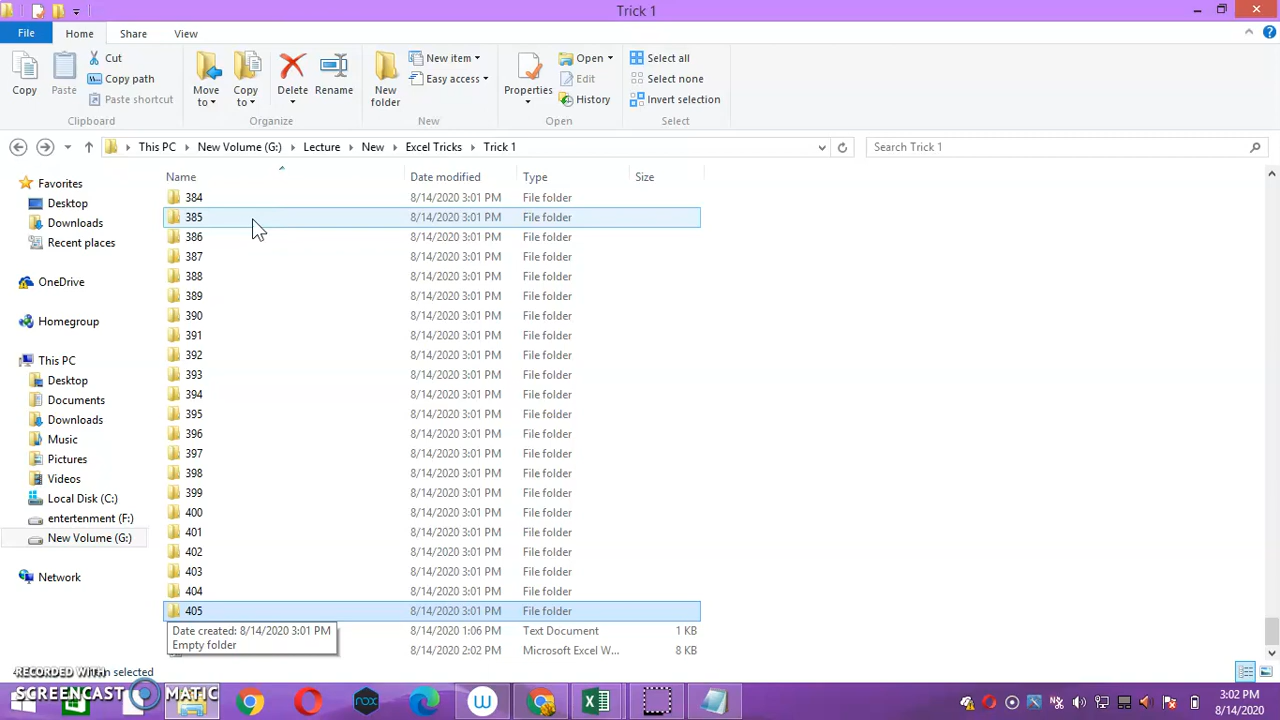 Trick 1
File Home Share View
Copy
Paste
Cut
Copy path
Paste shortcut
Clipboard
Move to
Copy to
Delete
Rename
Organize
New folder
New item
Easy access
New
Properties
Open
Edit
History
Open
Select all
Select none
Invert selection
Select
This PC New Volume (G:) Lecture New Excel Tricks Trick 1
Search Trick 1
Favorites
Desktop
Downloads
Recent places
OneDrive
Homegroup
This PC
Desktop
Documents
Downloads
Music
Pictures
Videos
Local Disk (C:)
entertenment (F:)
New Volume (G:)
Network
Name Date modified Type Size
384 8/14/2020 3:01 PM File folder
385 8/14/2020 3:01 PM File folder
386 8/14/2020 3:01 PM File folder
387 8/14/2020 3:01 PM File folder
388 8/14/2020 3:01 PM File folder
389 8/14/2020 3:01 PM File folder
390 8/14/2020 3:01 PM File folder
391 8/14/2020 3:01 PM File folder
392 8/14/2020 3:01 PM File folder
393 8/14/2020 3:01 PM File folder
394 8/14/2020 3:01 PM File folder
395 8/14/2020 3:01 PM File folder
396 8/14/2020 3:01 PM File folder
397 8/14/2020 3:01 PM File folder
398 8/14/2020 3:01 PM File folder
399 8/14/2020 3:01 PM File folder
400 8/14/2020 3:01 PM File folder
401 8/14/2020 3:01 PM File folder
402 8/14/2020 3:01 PM File folder
403 8/14/2020 3:01 PM File folder
404 8/14/2020 3:01 PM File folder
405 8/14/2020 3:01 PM File folder
8/14/2020 1:06 PM Text Document 1 KB
8/14/2020 2:02 PM Microsoft Excel W... 8 KB
Date created: 8/14/2020 3:01 PM
Empty folder
selected
RECORDED WITH
SCREENCAST MATIC
nox
W
3:02 PM
8/14/2020